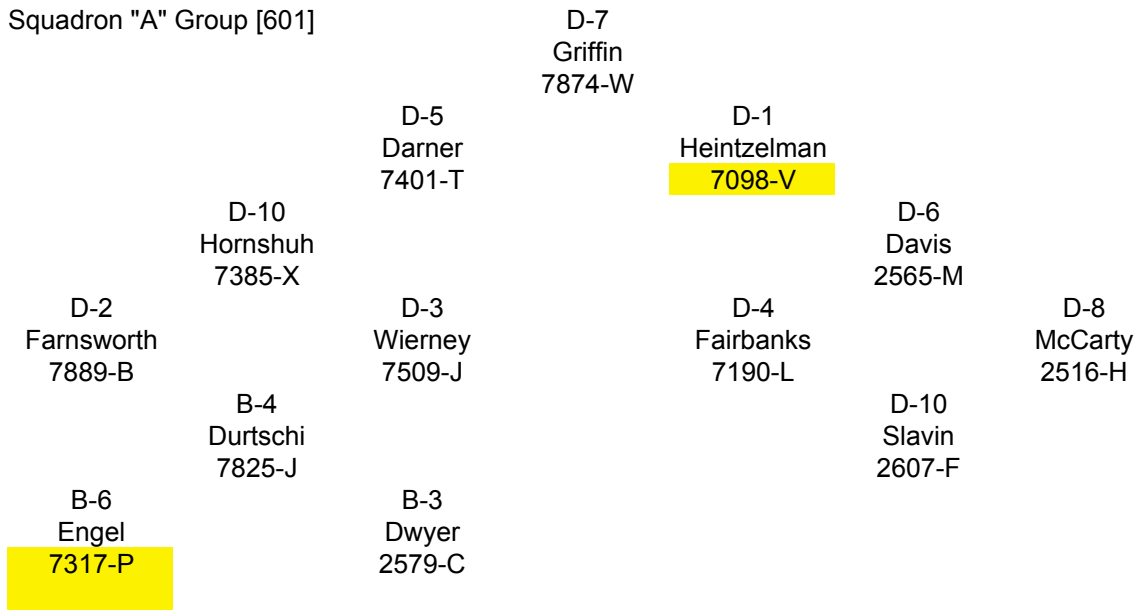 Squadron "A" Group [601]
D-7
Griffin
7874-W
D-5 D-1
Darner Heintzelman
7401-T 7098-V
D-10 D-6
Hornshuh Davis
7385-X 2565-M
D-2 D-3 D-4 D-8
Farnsworth Wierney Fairbanks McCarty
7889-B 7509-J 7190-L 2516-H
B-4 D-10
Durtschi Slavin
7825-J 2607-F
B-6 B-3
Engel Dwyer
7317-P 2579-C